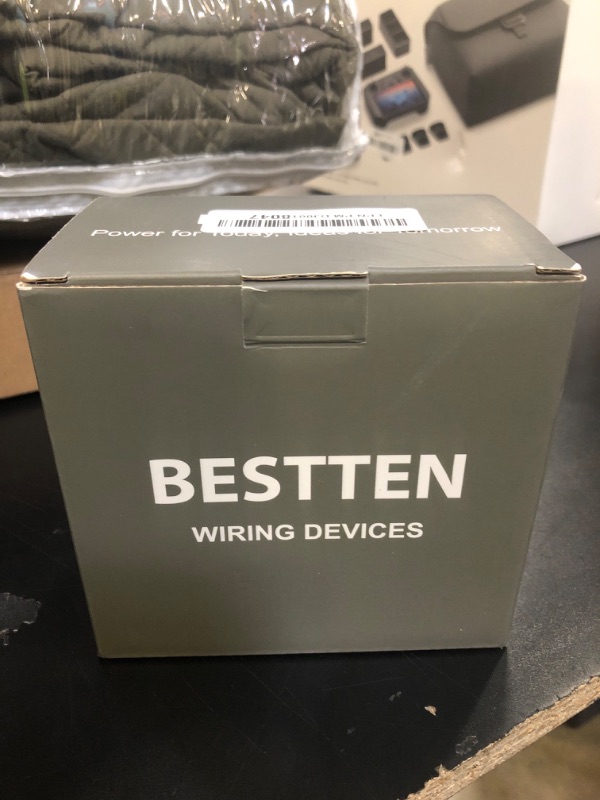 Power for Today, Ideas for Tomorrow
BESTTEN
WIRING DEVICES